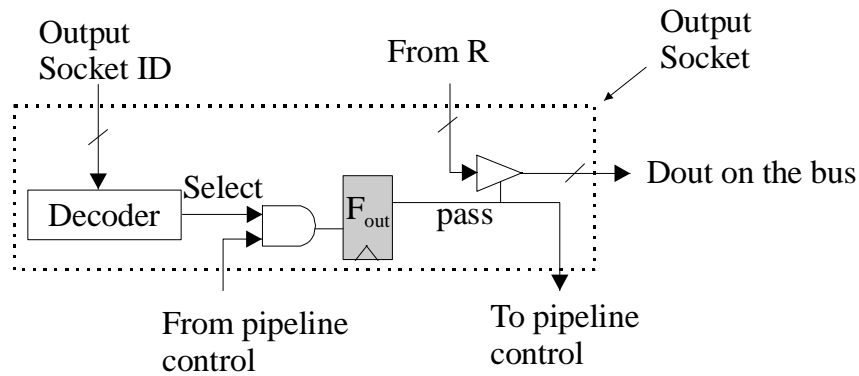 Output
Socket ID
From R
Output
Socket
Select
Decoder
Fout
pass
Dout on the bus
From pipeline
control
To pipeline
control